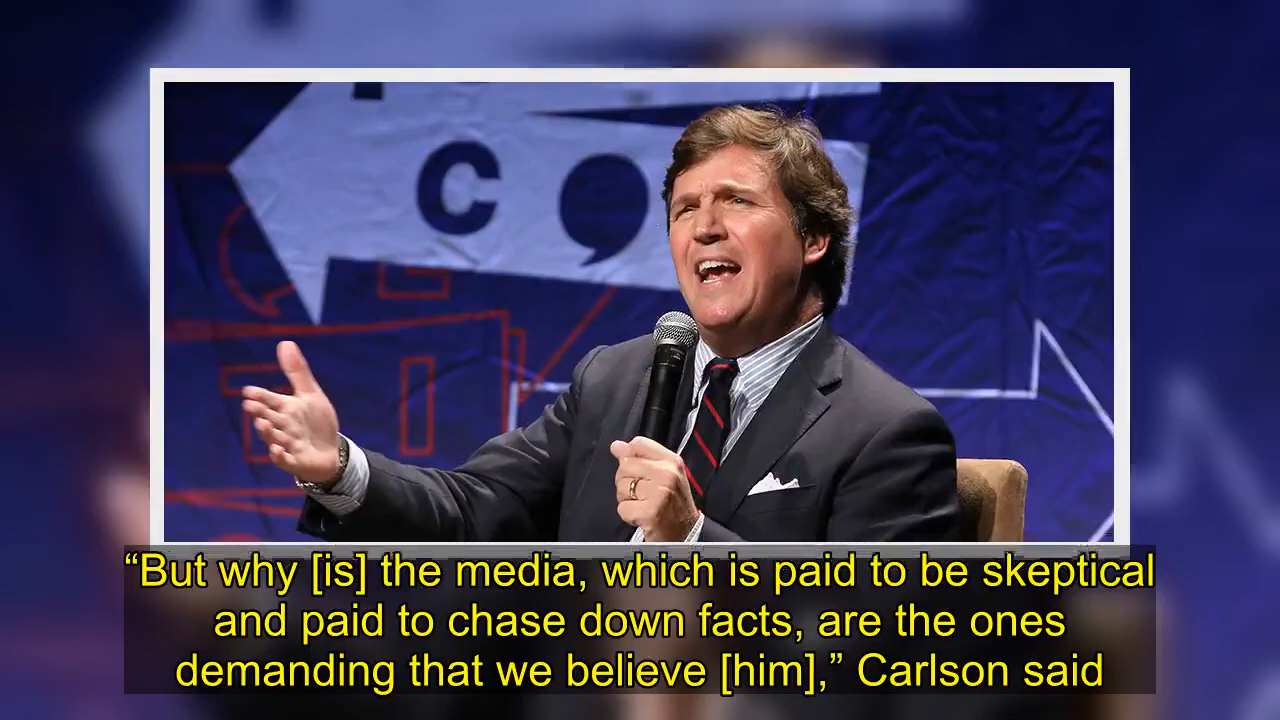 C,
“But why [is] the media, which is paid to be skeptical
and paid to chase down facts, are the ones
demanding that we believe [him],” Carlson said